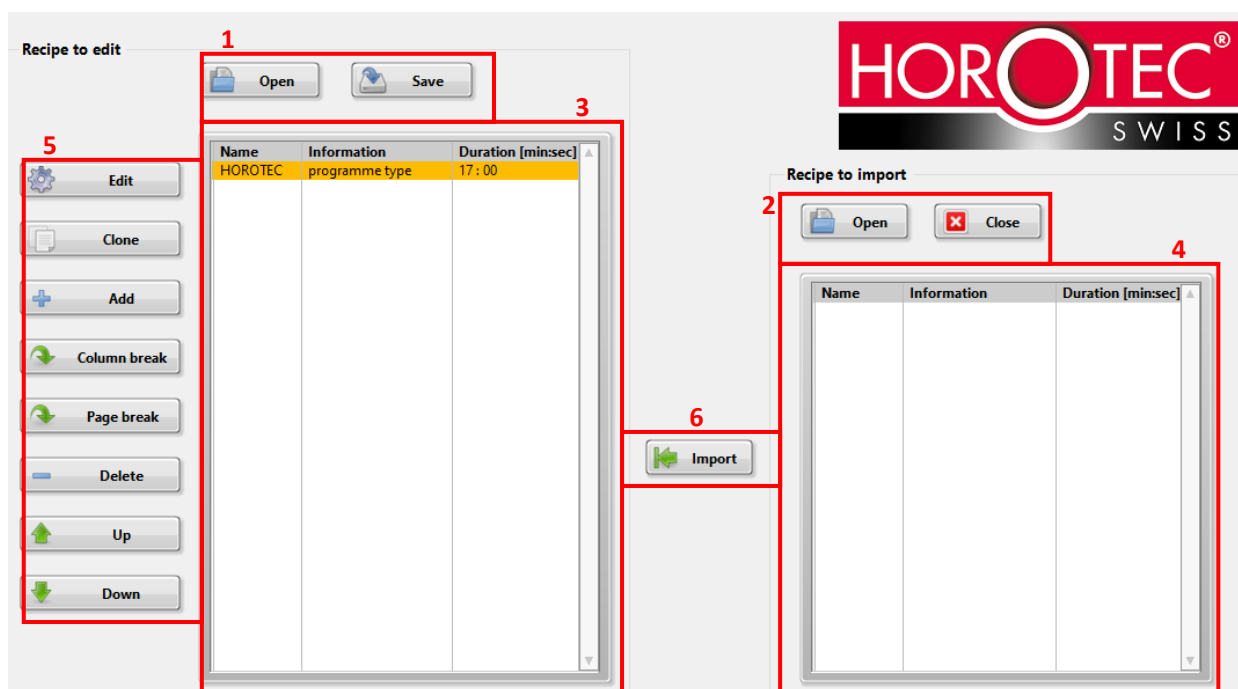 Recipe to edit
1
Open
Save
HOROTEC®
SWISS
3
5
Name Information Duration [min:sec]
HOROTEC programme type 17 : 00
Edit
Clone
Add
Column break
Page break
Delete
Up
Down
6
Import
Recipe to import
2
Open
Close
4
Name Information Duration [min:sec]